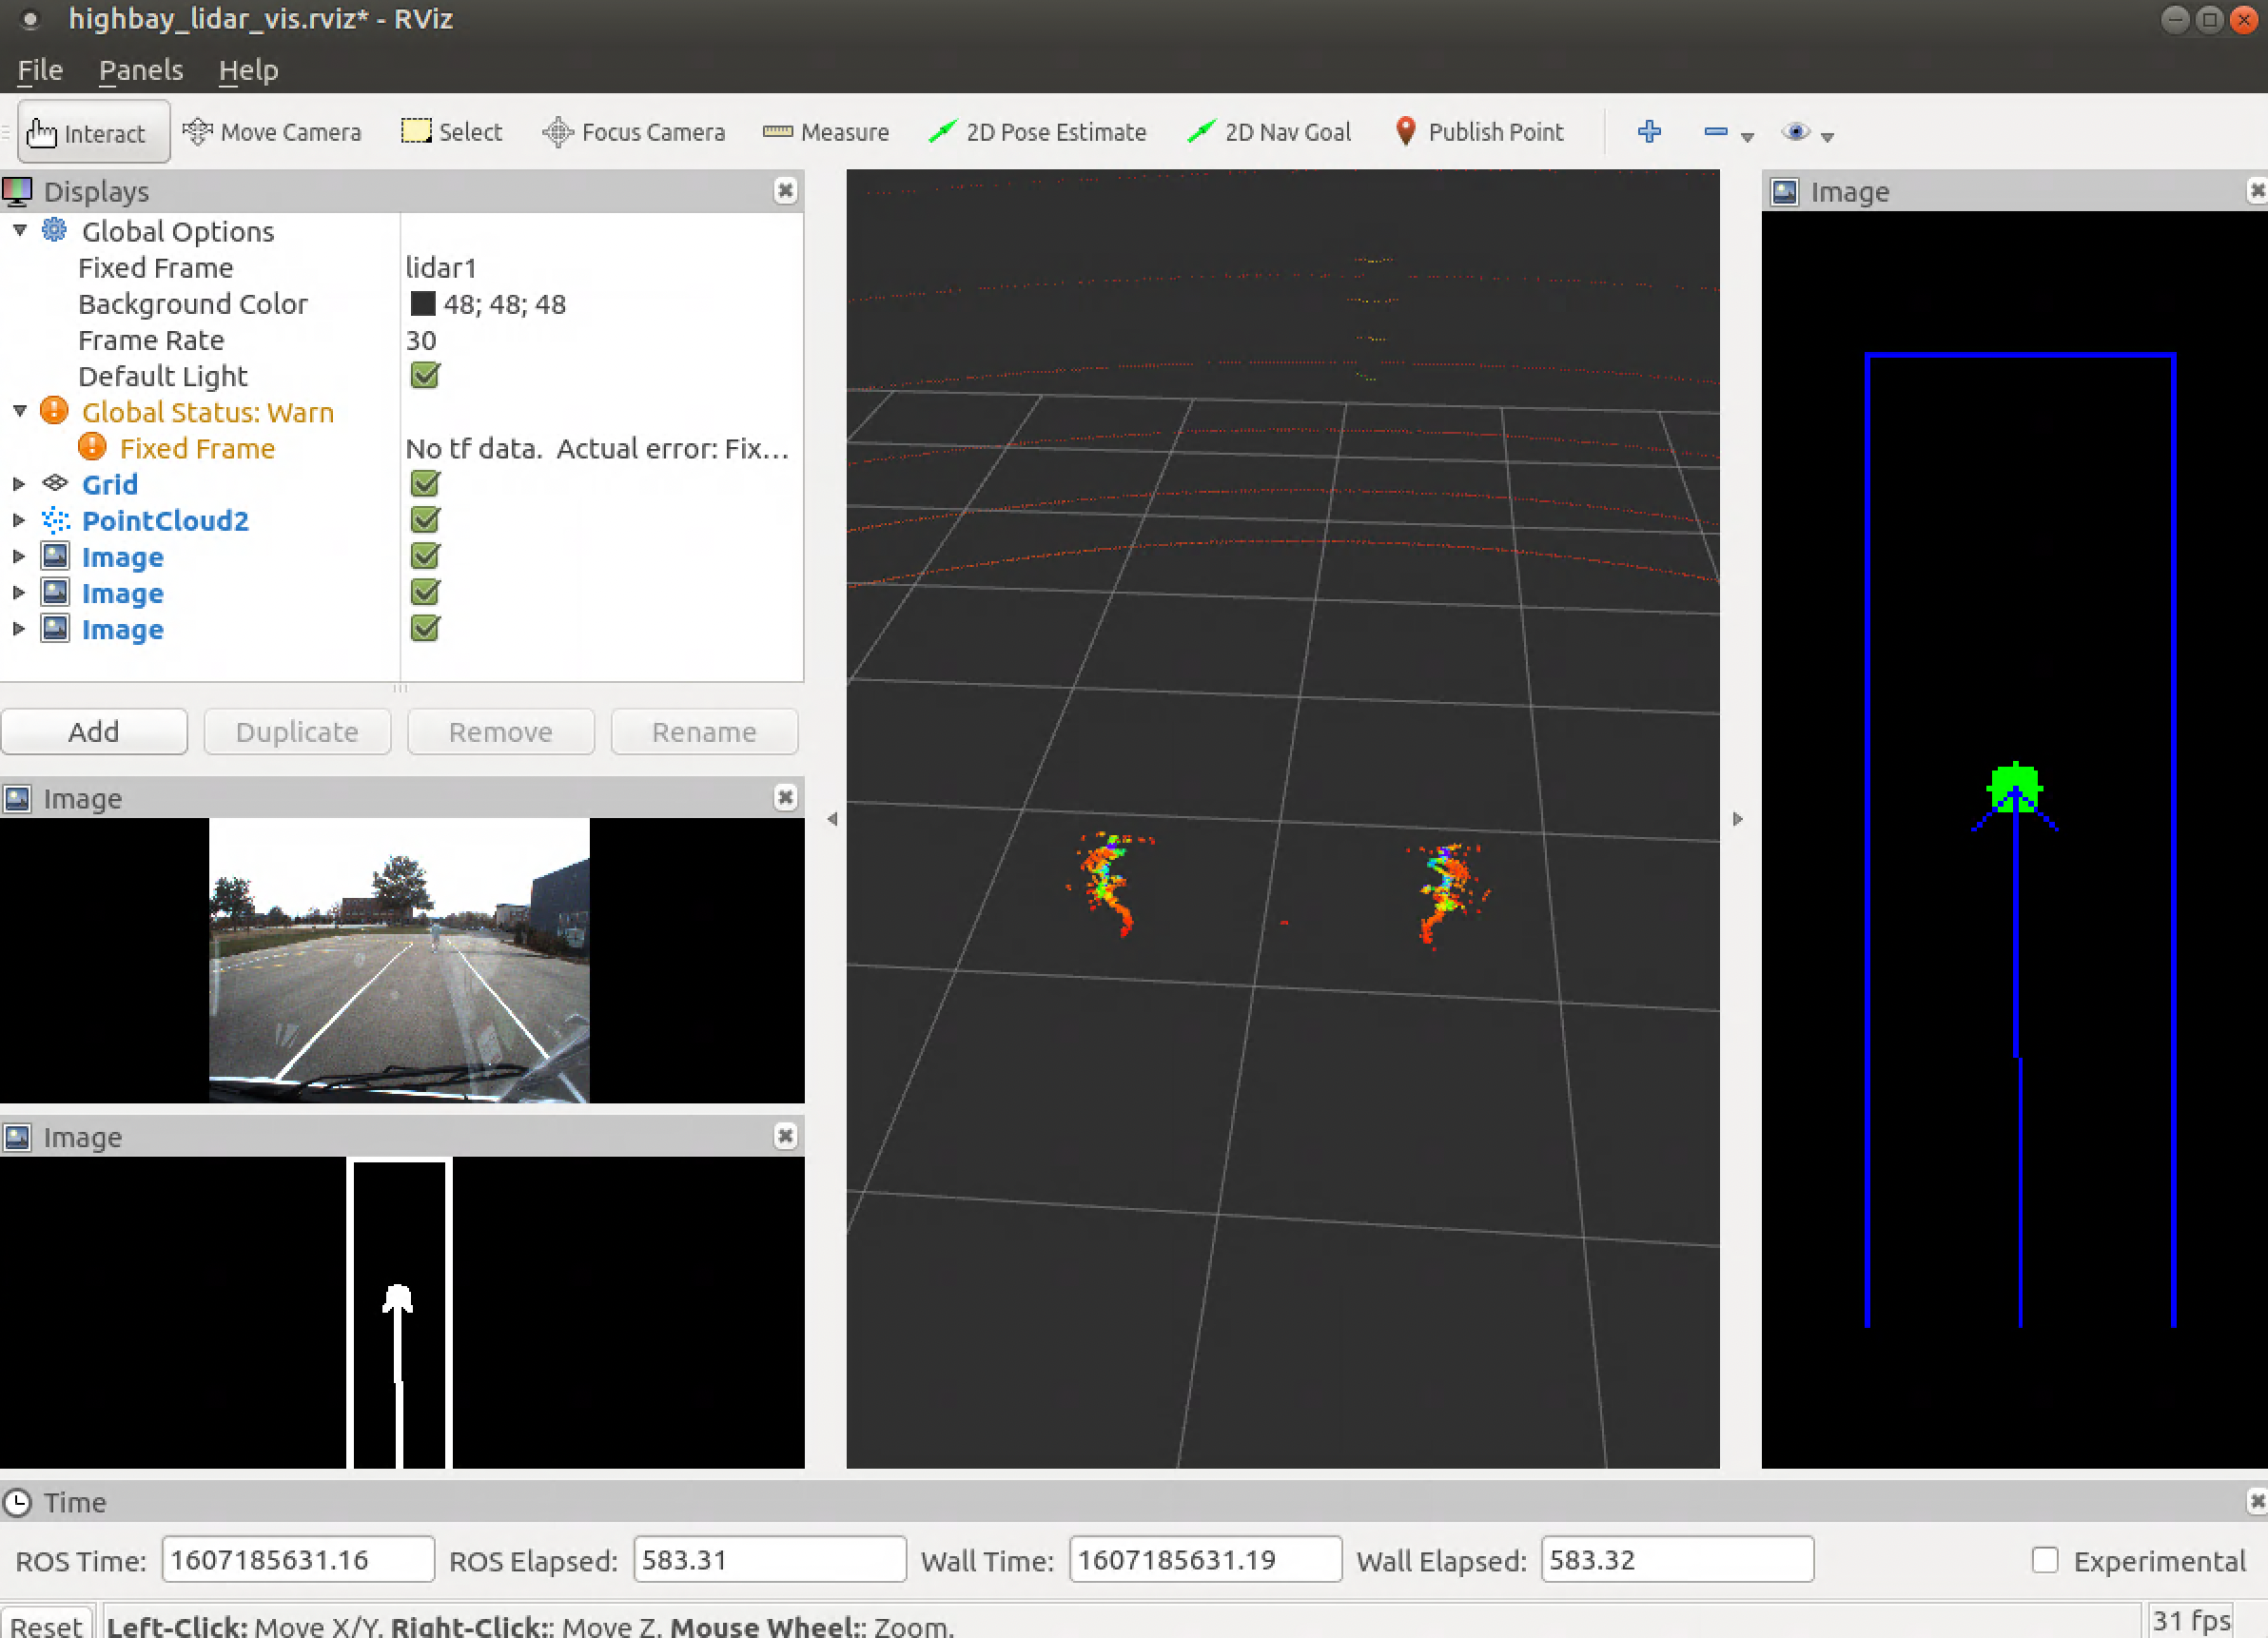 highbay_lidar_vis.rviz* - RViz
File Panels Help
Interact Move Camera Select Focus Camera Measure 2D Pose Estimate 2D Nav Goal Publish Point
Displays
Global Options
Fixed Frame lidar1
Background Color 48; 48; 48
Frame Rate 30
Default Light
Global Status: Warn
Fixed Frame No tf data. Actual error: Fix...
Grid
PointCloud2
Image
Image
Image
Add Duplicate Remove Rename
Image
Image
Image
Time
ROS Time: 1607185631.16 ROS Elapsed: 583.31 Wall Time: 1607185631.19 Wall Elapsed: 583.32 Experimental
Reset Left-Click: Move X/Y. Right-Click:: Move Z. Mouse Wheel:: Zoom. 31 fps